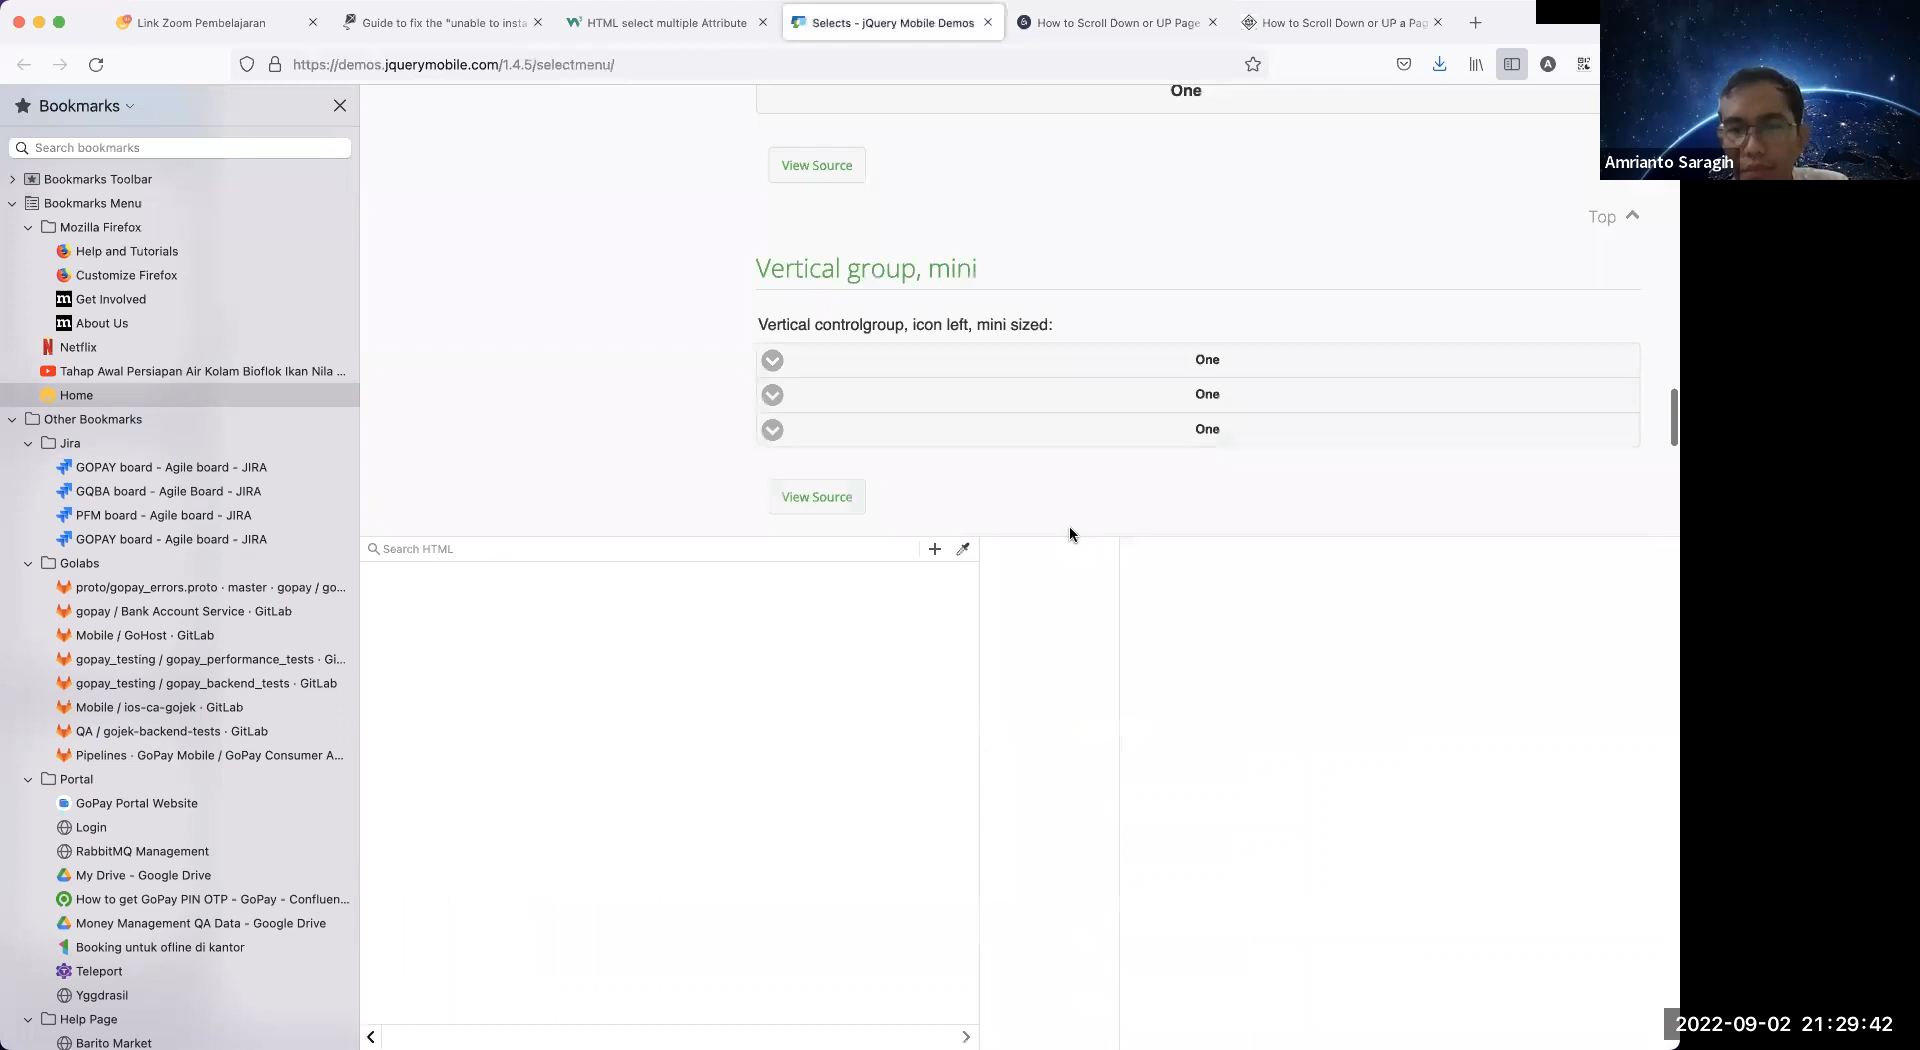 Link Zoom Pembelajaran
Guide to fix the "unable to insta
HTML select multiple Attribute
Selects - jQuery Mobile Demos
How to Scroll Down or UP Page
How to Scroll Down or UP a Pag
https://demos.jquerymobile.com/1.4.5/selectmenu/
A
Bookmarks
Search bookmarks
Bookmarks Toolbar
Bookmarks Menu
Mozilla Firefox
Help and Tutorials
Customize Firefox
Get Involved
About Us
Netflix
Tahap Awal Persiapan Air Kolam Bioflok Ikan Nila ...
Home
Other Bookmarks
Jira
GOPAY board - Agile board - JIRA
GQBA board - Agile Board - JIRA
PFM board - Agile board - JIRA
GOPAY board - Agile board - JIRA
Golabs
proto/gopay_errors.proto · master · gopay / go...
gopay / Bank Account Service · GitLab
Mobile / GoHost · GitLab
gopay_testing / gopay_performance_tests · Gi...
gopay_testing / gopay_backend_tests · GitLab
Mobile / ios-ca-gojek · GitLab
QA / gojek-backend-tests · GitLab
Pipelines · GoPay Mobile / GoPay Consumer A...
Portal
GoPay Portal Website
Login
RabbitMQ Management
My Drive - Google Drive
How to get GoPay PIN OTP - GoPay - Confluen...
Money Management QA Data - Google Drive
Booking untuk ofline di kantor
Teleport
Yggdrasil
Help Page
Barito Market
One
View Source
Top
Vertical group, mini
Vertical controlgroup, icon left, mini sized:
One
One
One
View Source
Search HTML
Amrianto Saragih
2022-09-02 21:29:42